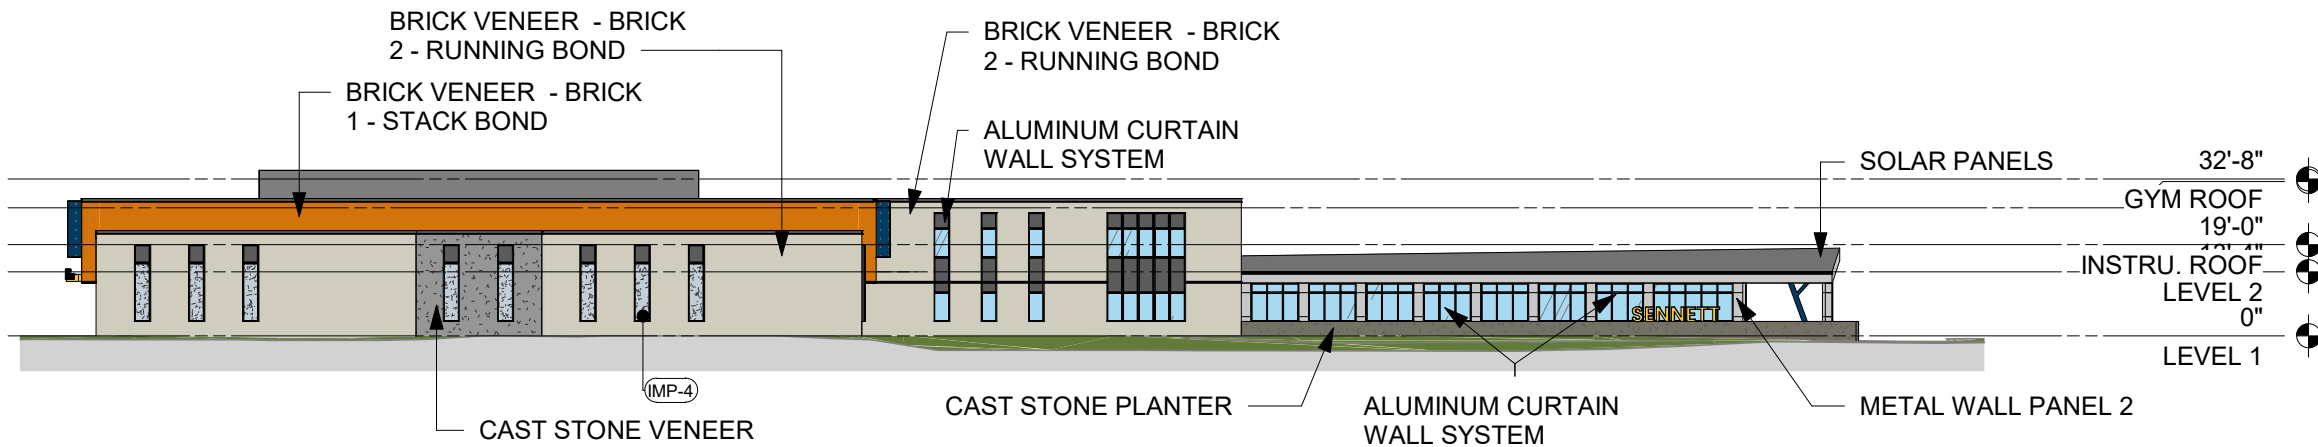 BRICK VENEER - BRICK
2 - RUNNING BOND
BRICK VENEER - BRICK
1 - STACK BOND
BRICK VENEER - BRICK
2 - RUNNING BOND
ALUMINUM CURTAIN
WALL SYSTEM
SOLAR PANELS
32'-8"
GYM ROOF
19'-0"
13'-4"
INSTRU. ROOF
LEVEL 2
0"
LEVEL 1
SENNETT
IMP-4
CAST STONE VENEER
CAST STONE PLANTER
ALUMINUM CURTAIN
WALL SYSTEM
METAL WALL PANEL 2